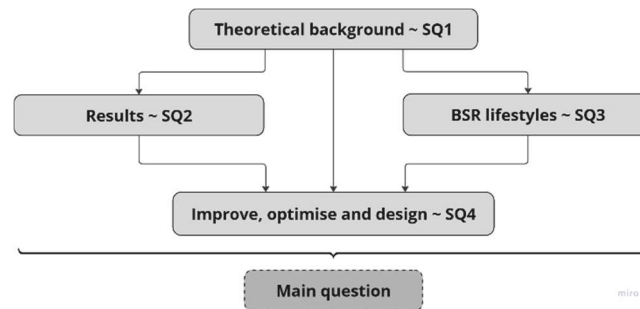 Theoretical background ~ SQ1
Results ~ SQ2
BSR lifestyles ~ SQ3
Improve, optimise and design ~ SQ4
Main question
miro